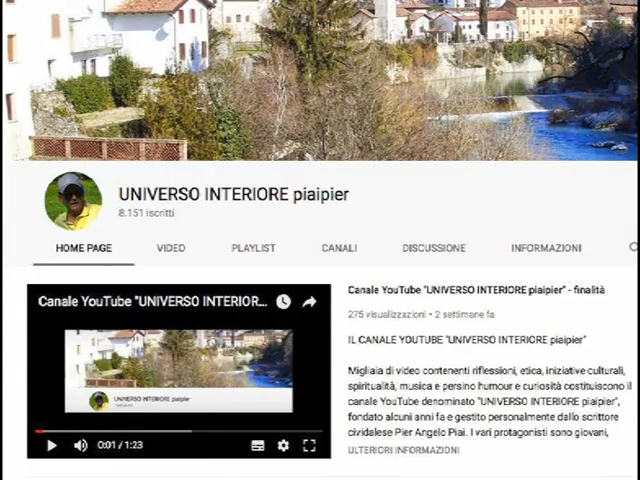 UNIVERSO INTERIORE piaipier
8.151 iscritti
HOME PAGE VIDEO PLAYLIST CANALI DISCUSSIONE INFORMAZIONI
Canale YouTube "UNIVERSO INTERIOR...
UNIVERSO INTERIORE piaipier
0:01 / 1:23
Canale YouTube "UNIVERSO INTERIORE piaipier" - finalità
275 visualizzazioni • 2 settimane fa
IL CANALE YOUTUBE "UNIVERSO INTERIORE piaipier"
Migliaia di video contenenti riflessioni, etica, iniziative culturali,
spiritualità, musica e persino humour e curiosità costituiscono il
canale YouTube denominato "UNIVERSO INTERIORE piaipier",
fondato alcuni anni fa e gestito personalmente dallo scrittore
cividalese Pier Angelo Piai. I vari protagonisti sono giovani,
ULTERIORI INFORMAZIONI